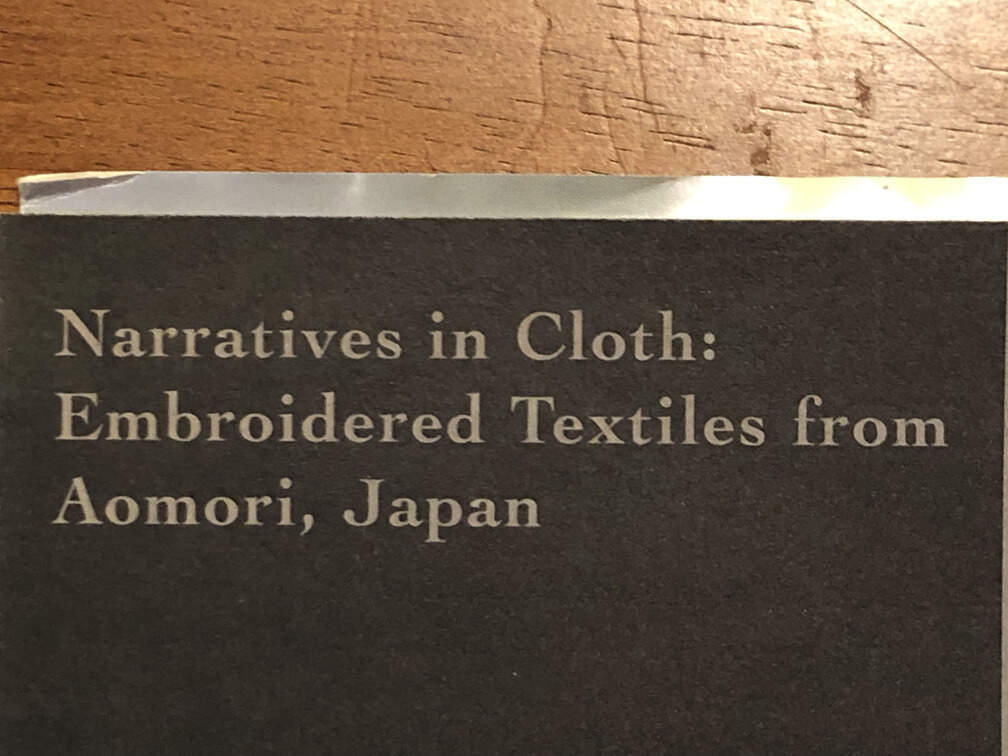 Narratives in Cloth:
Embroidered Textiles from
Aomori, Japan